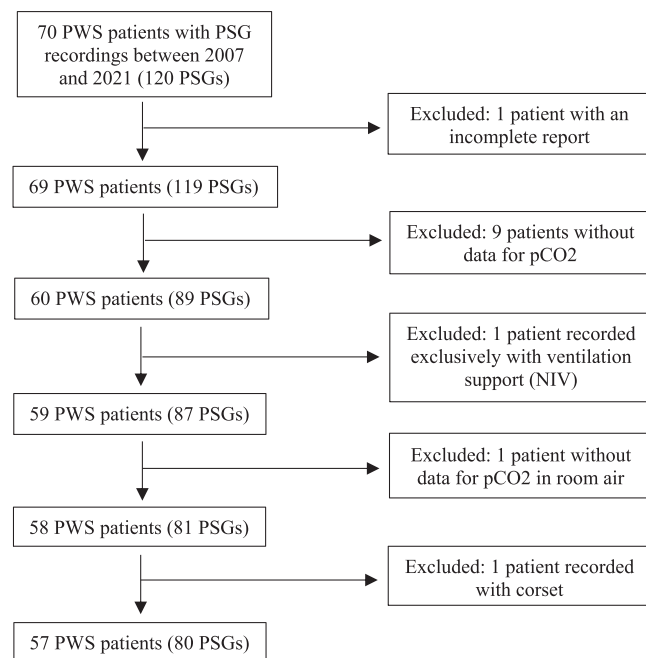 70 PWS patients with PSG
recordings between 2007
and 2021 (120 PSGs)
Excluded: 1 patient with an
incomplete report
69 PWS patients (119 PSGs)
Excluded: 9 patients without
data for pCO2
60 PWS patients (89 PSGs)
Excluded: 1 patient recorded
exclusively with ventilation
support (NIV)
59 PWS patients (87 PSGs)
Excluded: 1 patient without
data for pCO2 in room air
58 PWS patients (81 PSGs)
Excluded: 1 patient recorded
with corset
57 PWS patients (80 PSGs)